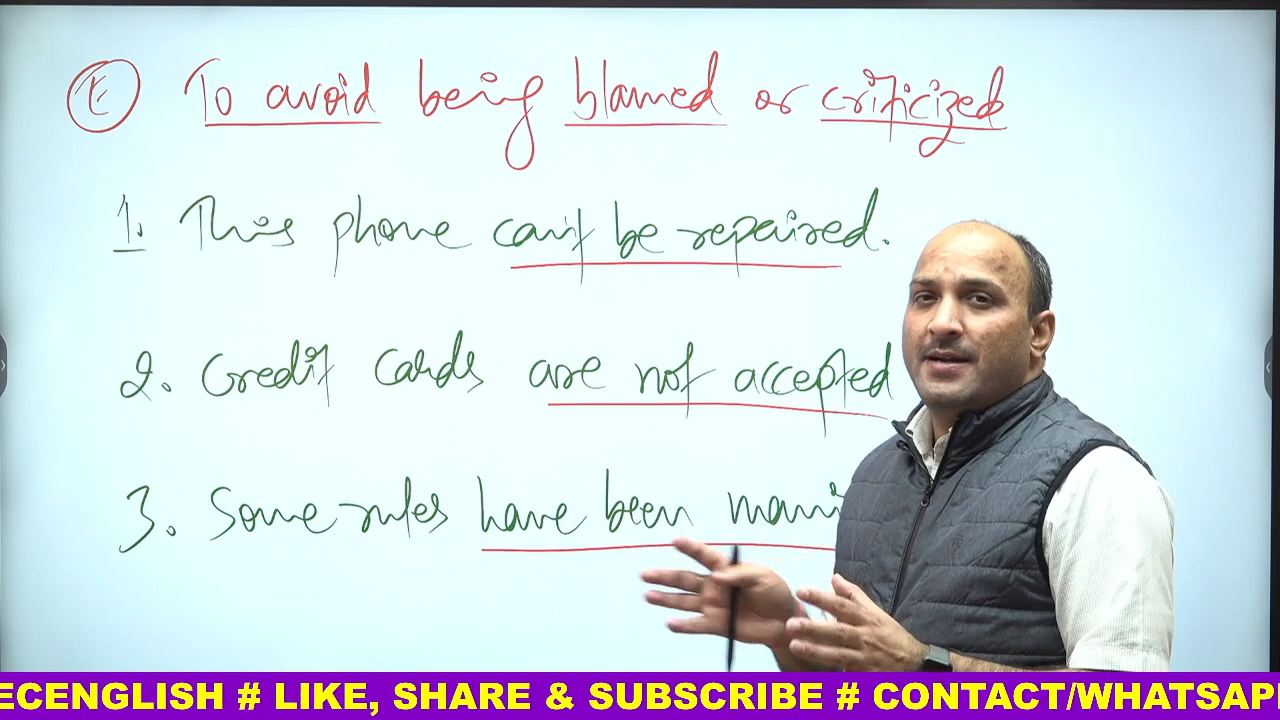 E To avoid being blamed or criticized
1. This phone can't be repaired.
2. Credit cards are not accepted
3. Some rules have been
ECENGLISH # LIKE, SHARE & SUBSCRIBE # CONTACT/WHATSAP